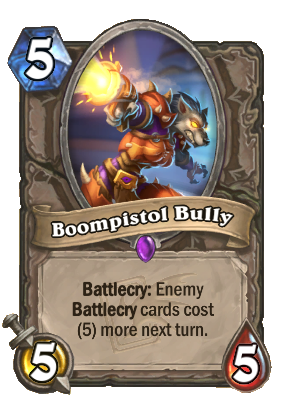 5
Boompistol Bully
Battlecry: Enemy
Battlecry cards cost
(5) more next turn.
5 5